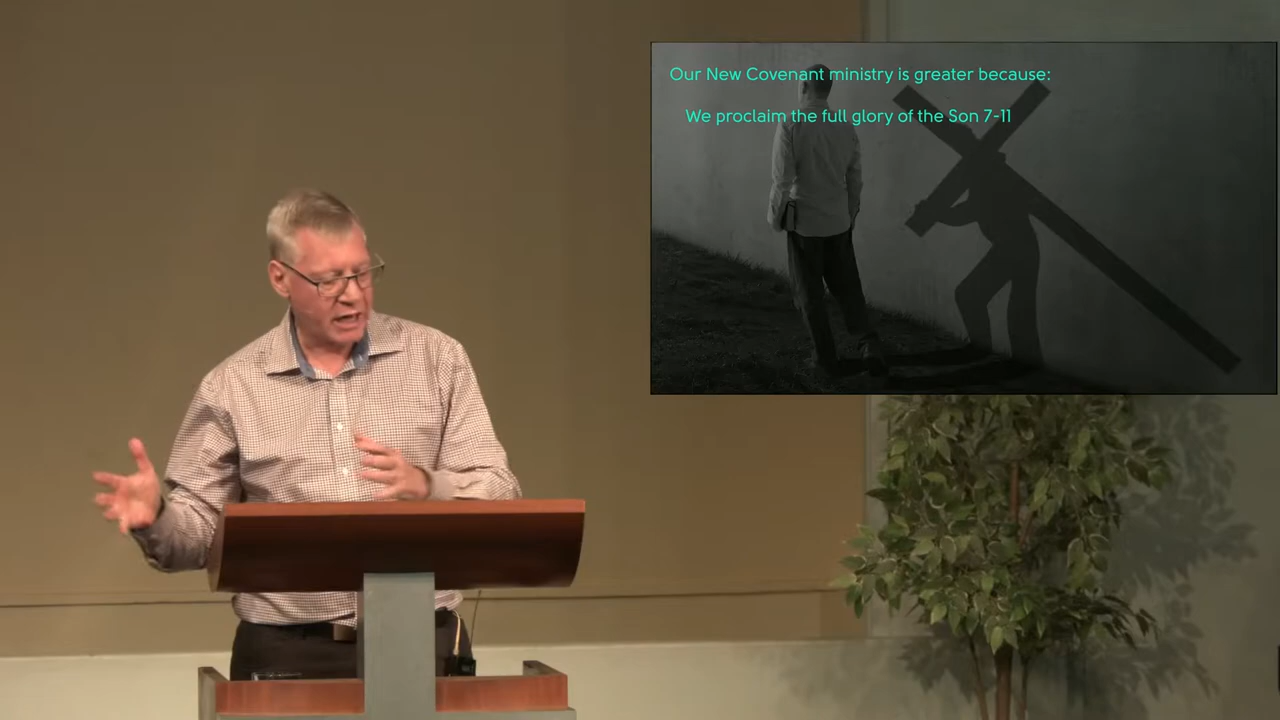 Our New Covenant ministry is greater because:
We proclaim the full glory of the Son 7-11